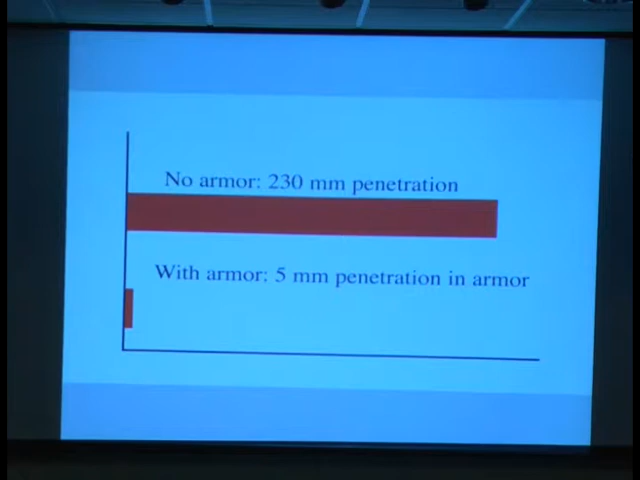 No armor: 230 mm penetration
With armor: 5 mm penetration in armor